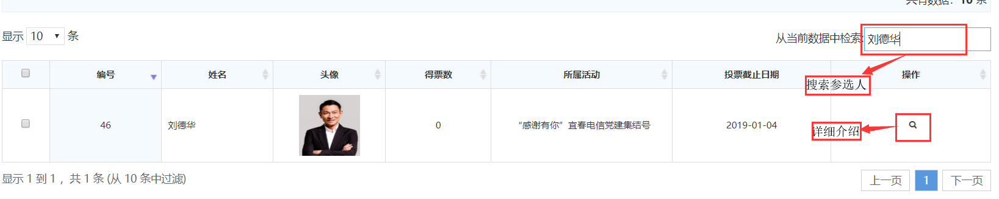 共有数据：10 条
显示 10 条
从当前数据中检索: 刘德华
编号 姓名 头像 得票数 所属活动 投票截止日期 操作
搜索参选人
46 刘德华 0 “感谢有你”宜春电信党建集结号 2019-01-04
详细介绍
显示 1 到 1 ，共 1 条 (从 10 条中过滤)
上一页 1 下一页